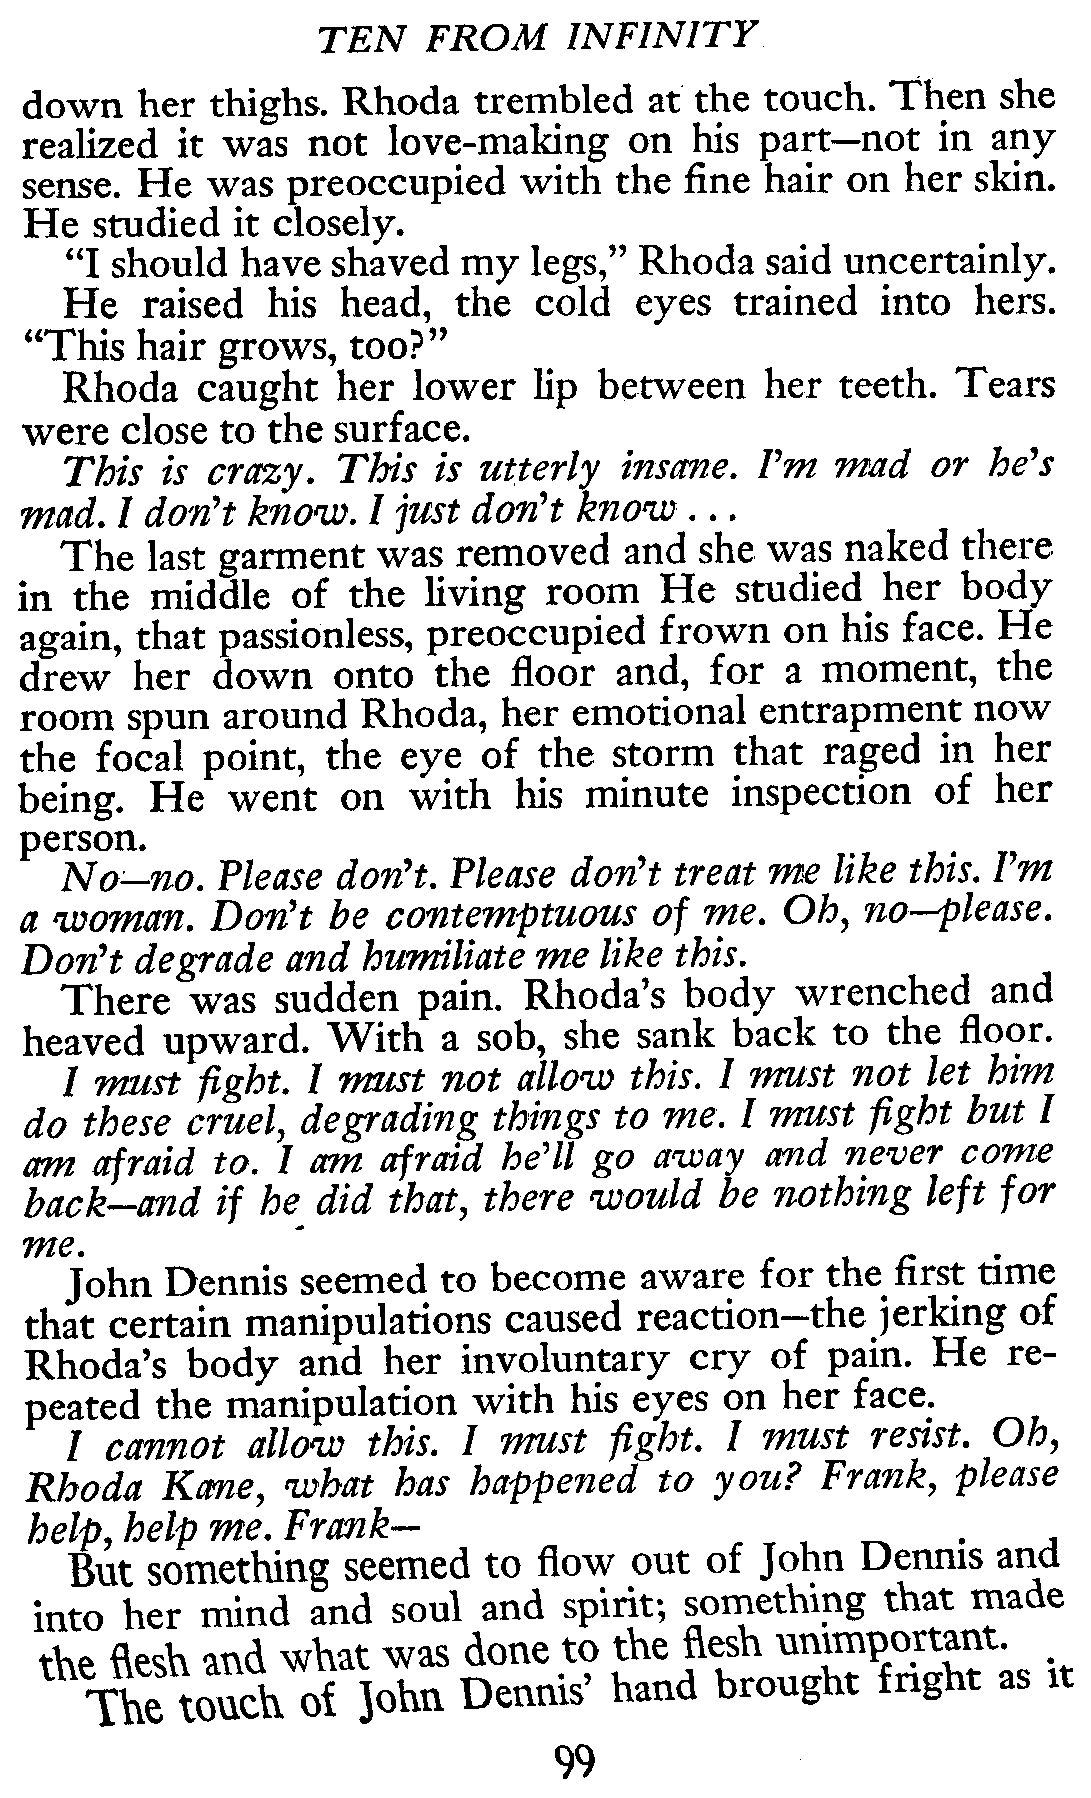 TEN FROM INFINITY
down her thighs. Rhoda trembled at the touch. Then she
realized it was not love-making on his part—not in any
sense. He was preoccupied with the fine hair on her skin.
He studied it closely.
“I should have shaved my legs,” Rhoda said uncertainly.
He raised his head, the cold eyes trained into hers.
“This hair grows, too?”
Rhoda caught her lower lip between her teeth. Tears
were close to the surface.
This is crazy. This is utterly insane. I’m mad or he’s
mad. I don’t know. I just don’t know . . .
The last garment was removed and she was naked there
in the middle of the living room He studied her body
again, that passionless, preoccupied frown on his face. He
drew her down onto the floor and, for a moment, the
room spun around Rhoda, her emotional entrapment now
the focal point, the eye of the storm that raged in her
being. He went on with his minute inspection of her
person.
No—no. Please don’t. Please don’t treat me like this. I’m
a woman. Don’t be contemptuous of me. Oh, no—please.
Don’t degrade and humiliate me like this.
There was sudden pain. Rhoda’s body wrenched and
heaved upward. With a sob, she sank back to the floor.
I must fight. I must not allow this. I must not let him
do these cruel, degrading things to me. I must fight but I
am afraid to. I am afraid he’ll go away and never come
back—and if he did that, there would be nothing left for
me.
John Dennis seemed to become aware for the first time
that certain manipulations caused reaction—the jerking of
Rhoda’s body and her involuntary cry of pain. He re-
peated the manipulation with his eyes on her face.
I cannot allow this. I must fight. I must resist. Oh,
Rhoda Kane, what has happened to you? Frank, please
help, help me. Frank—
But something seemed to flow out of John Dennis and
into her mind and soul and spirit; something that made
the flesh and what was done to the flesh unimportant.
The touch of John Dennis’ hand brought fright as it
99